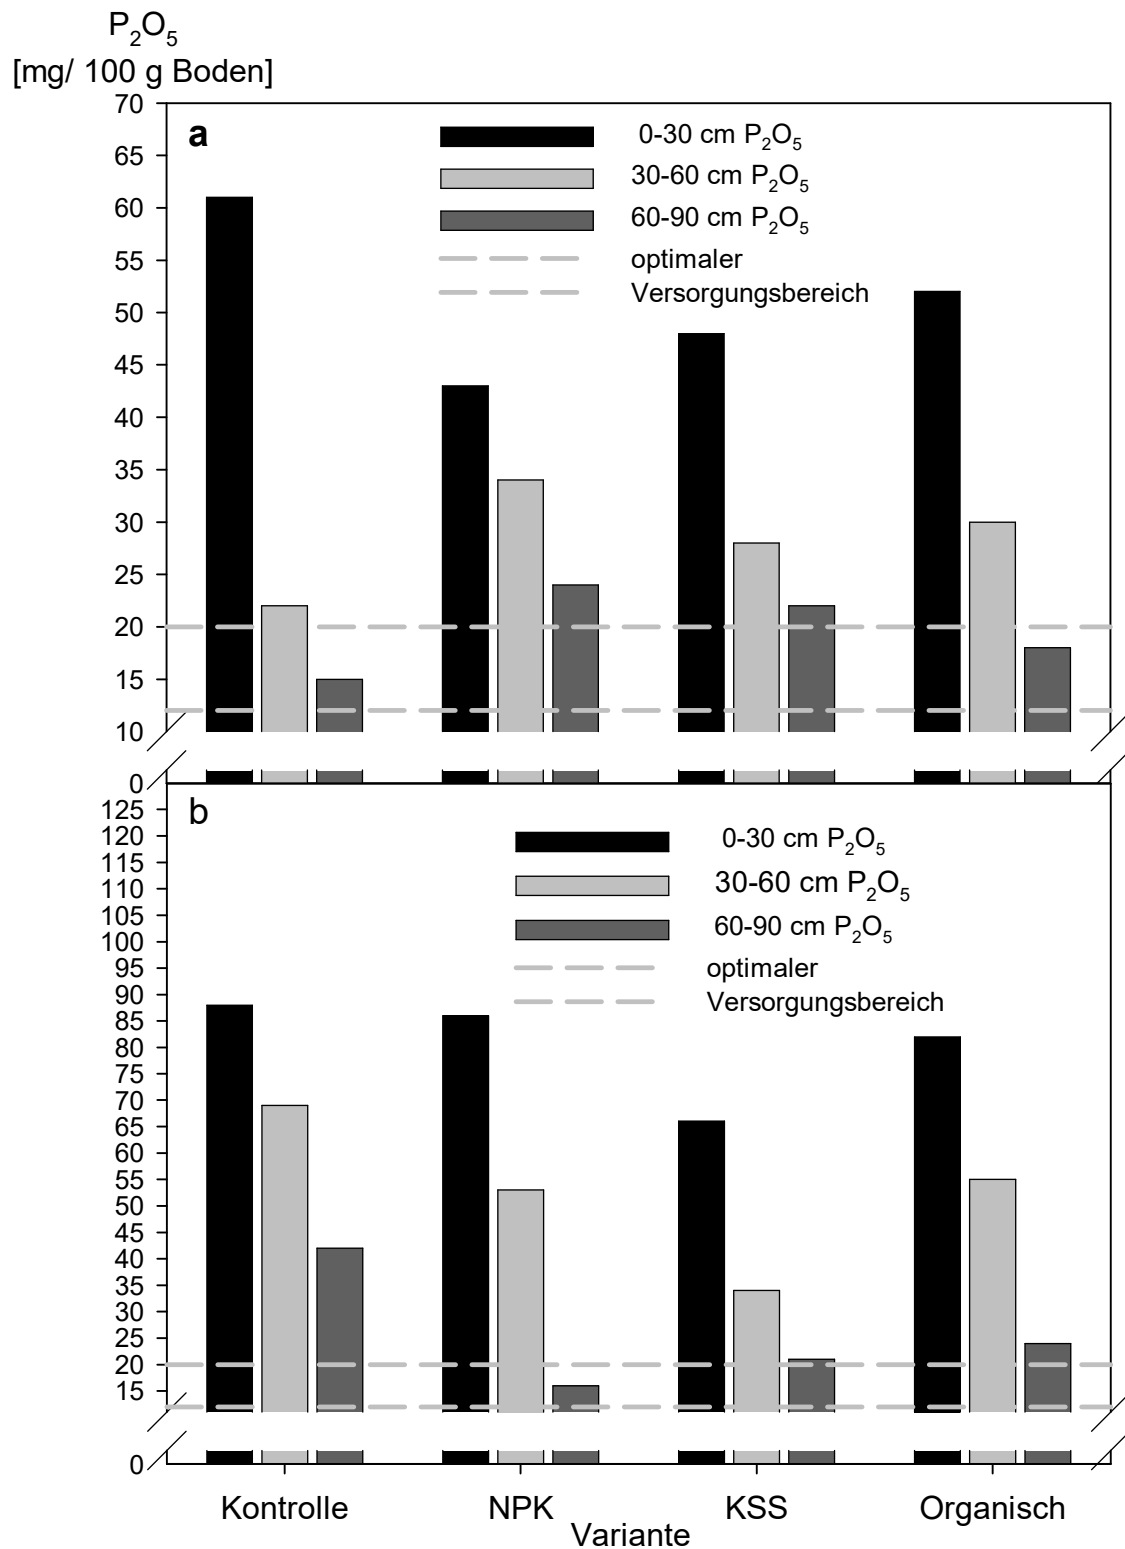 P₂O₅
[mg/ 100 g Boden]
a
0-30 cm P₂O₅
30-60 cm P₂O₅
60-90 cm P₂O₅
optimaler
Versorgungsbereich
70
65
60
55
50
45
40
35
30
25
20
15
10
0
b
0-30 cm P₂O₅
30-60 cm P₂O₅
60-90 cm P₂O₅
optimaler
Versorgungsbereich
125
120
115
110
105
100
95
90
85
80
75
70
65
60
55
50
45
40
35
30
25
20
15
0
Kontrolle NPK KSS Organisch
Variante